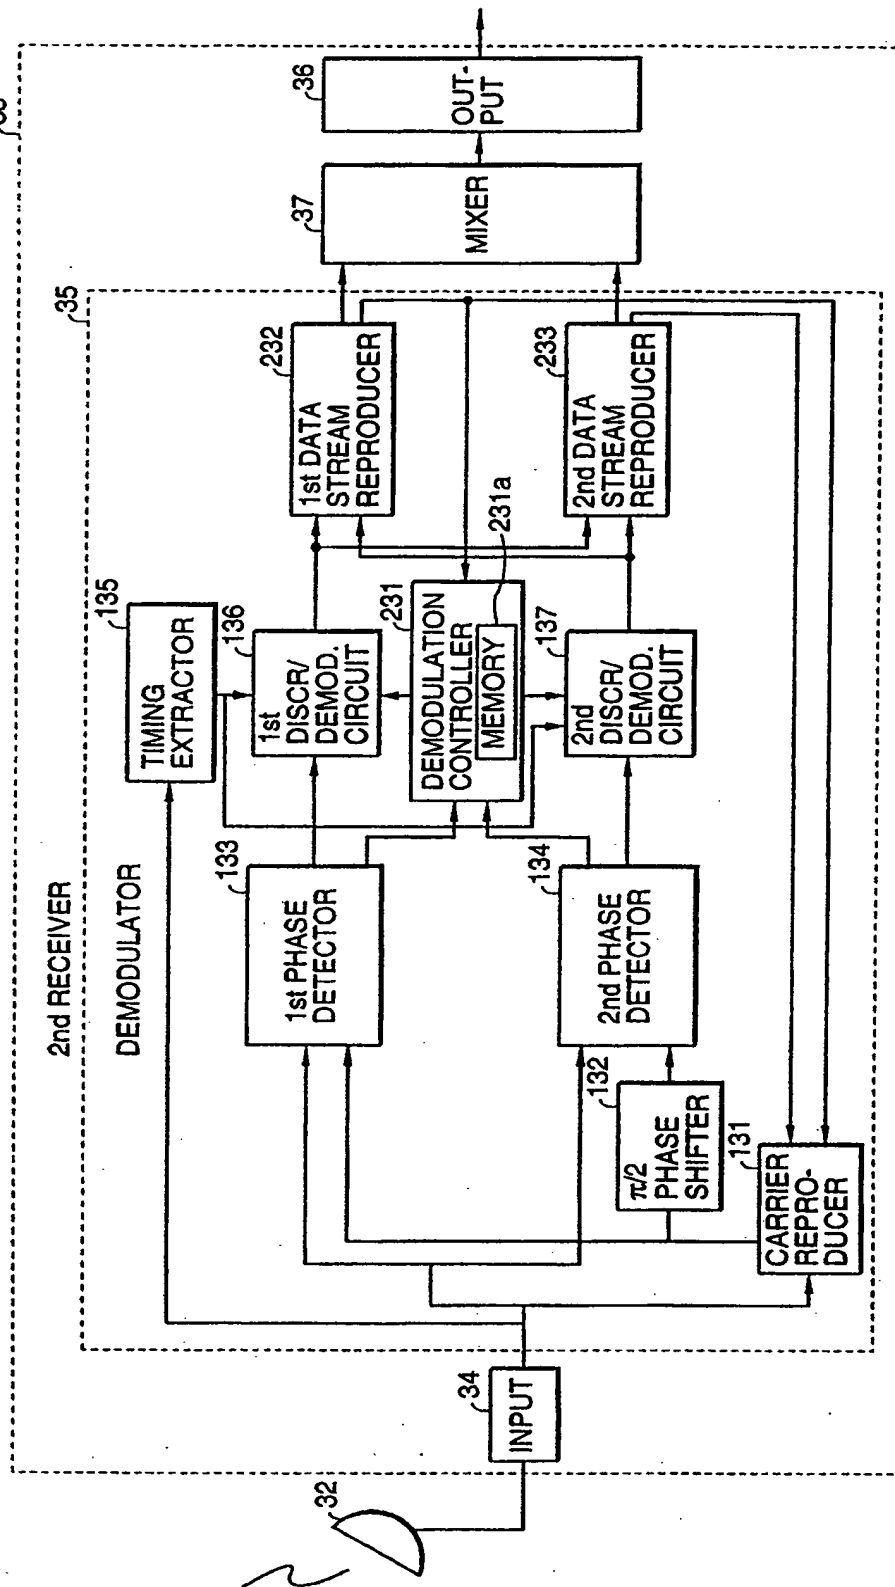 2nd RECEIVER
35
DEMODULATOR
32
34
INPUT
135
TIMING
EXTRACTOR
133
1st PHASE
DETECTOR
136
1st
DISCR/
DEMOD.
CIRCUIT
232
1st DATA
STREAM
REPRODUCER
37
MIXER
36
OUT-
PUT
231
DEMODULATION
CONTROLLER
MEMORY
231a
134
2nd PHASE
DETECTOR
137
2nd
DISCR/
DEMOD.
CIRCUIT
233
2nd DATA
STREAM
REPRODUCER
132
π/2
PHASE
SHIFTER
131
CARRIER
REPRO-
DUCER